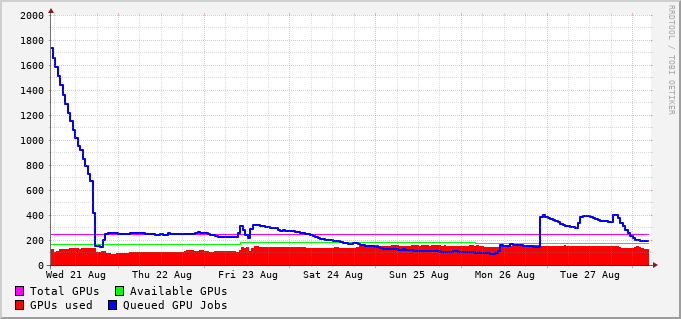 2000
1800
1600
1400
1200
1000
800
600
400
200
0
Wed 21 Aug Thu 22 Aug Fri 23 Aug Sat 24 Aug Sun 25 Aug Mon 26 Aug Tue 27 Aug
Total GPUs Available GPUs
GPUs used Queued GPU Jobs
RRDTOOL / TOBI OETIKER